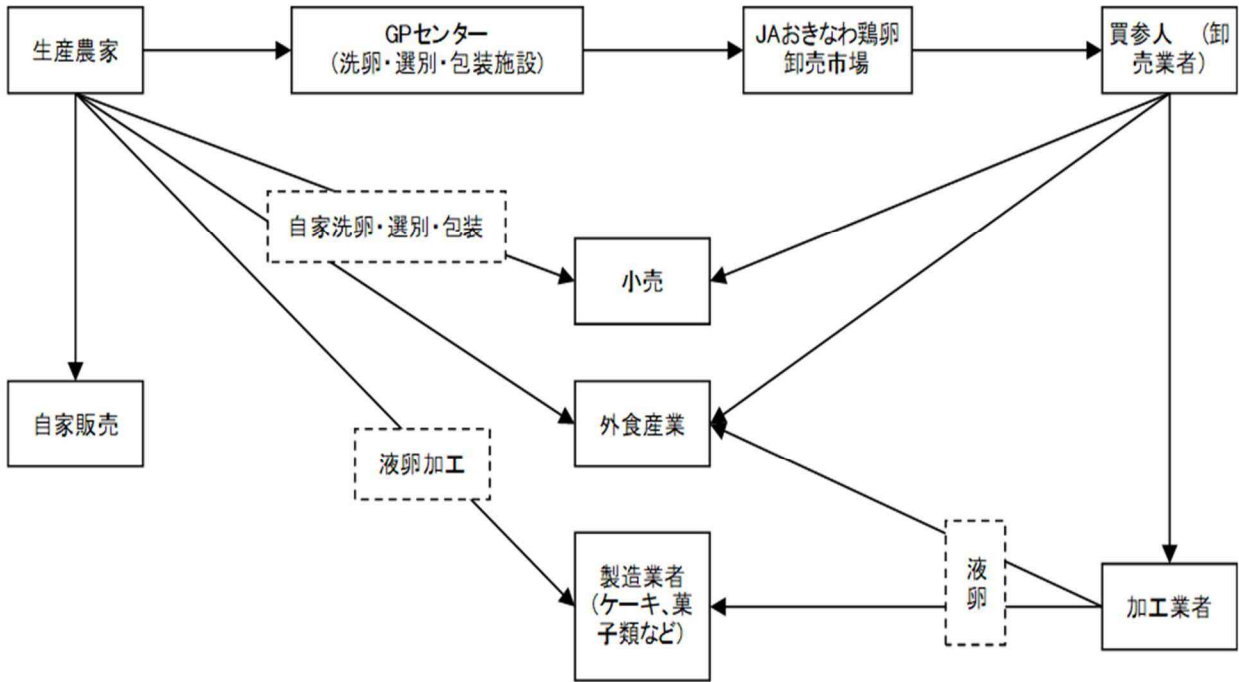 生産農家
GPセンター
（洗卵・選別・包装施設）
JAおきなわ鶏卵
卸売市場
買参人　（卸
売業者）
自家洗卵・選別・包装
小売
自家販売
外食産業
液卵加工
製造業者
（ケーキ、菓
子類など）
液
卵
加工業者